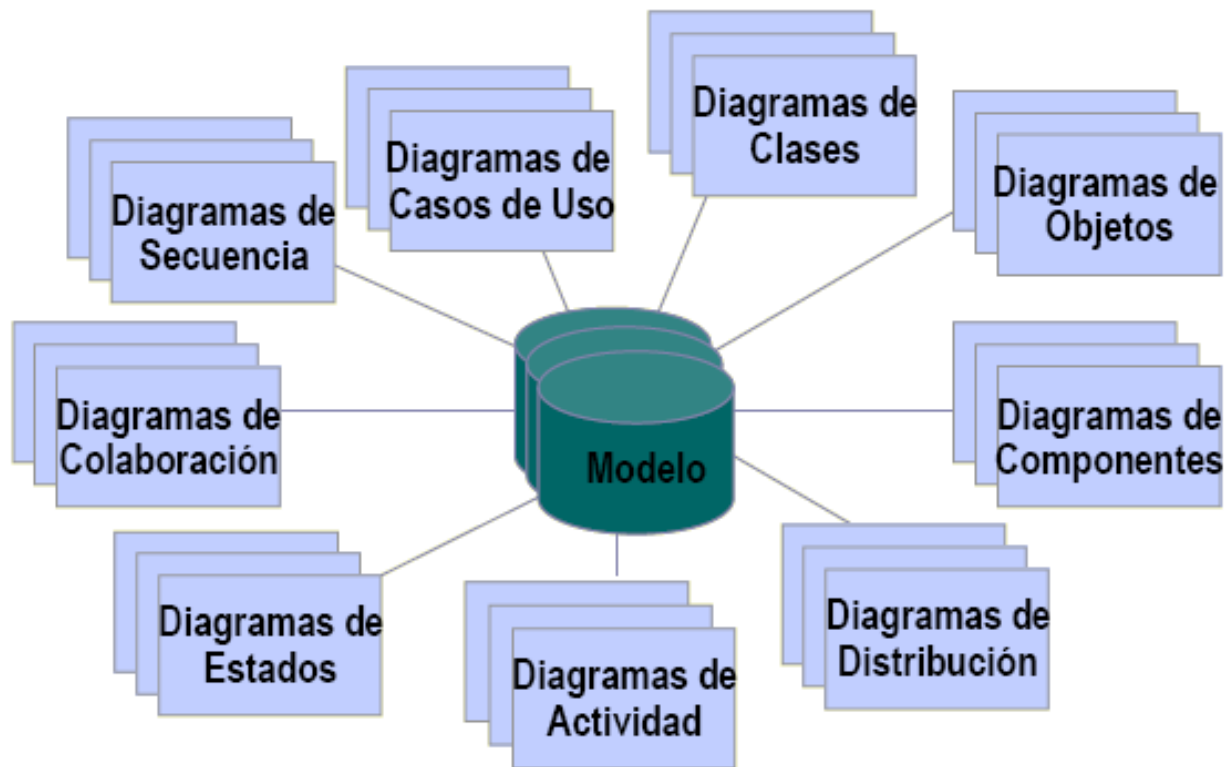 Diagramas de
Clases
Diagramas de
Casos de Uso
Diagramas de
Objetos
Diagramas de
Secuencia
Diagramas de
Colaboración
Modelo
Diagramas de
Componentes
Diagramas de
Estados
Diagramas de
Actividad
Diagramas de
Distribución